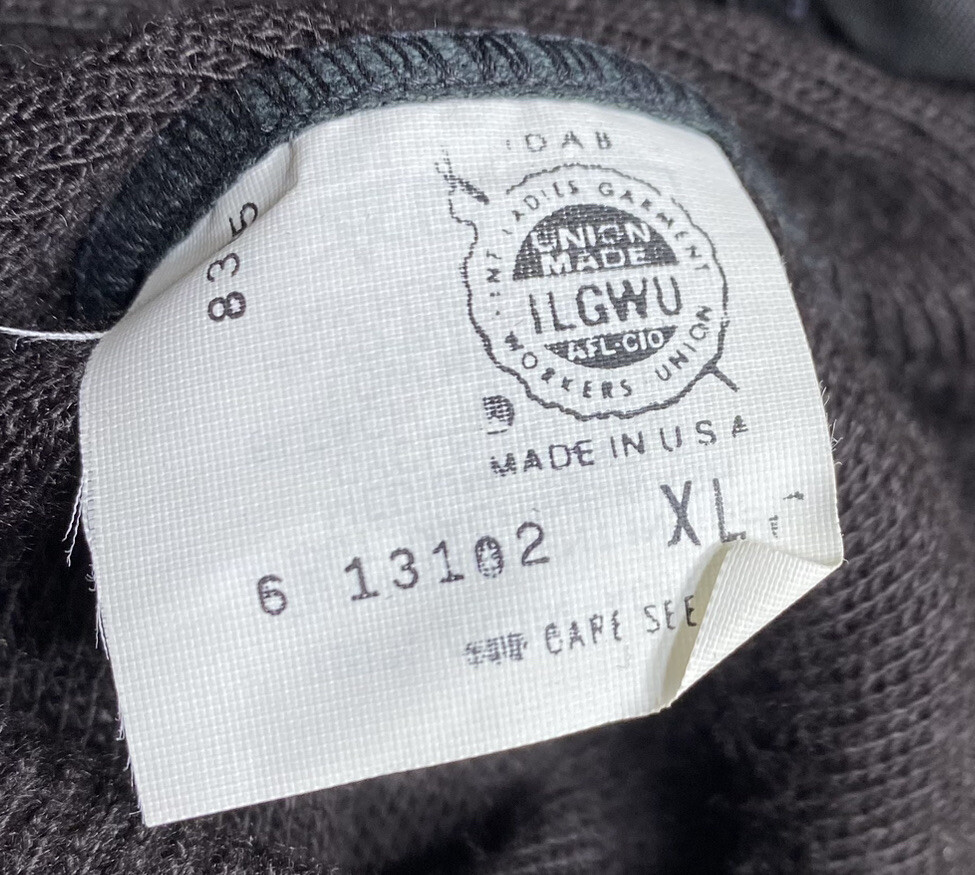 DAB
835
LADIES GARMENT WORKERS UNION
UNION
MADE
ILGWU
AFL-CIO
MADE IN USA
XL
6 13102
CARE SEE